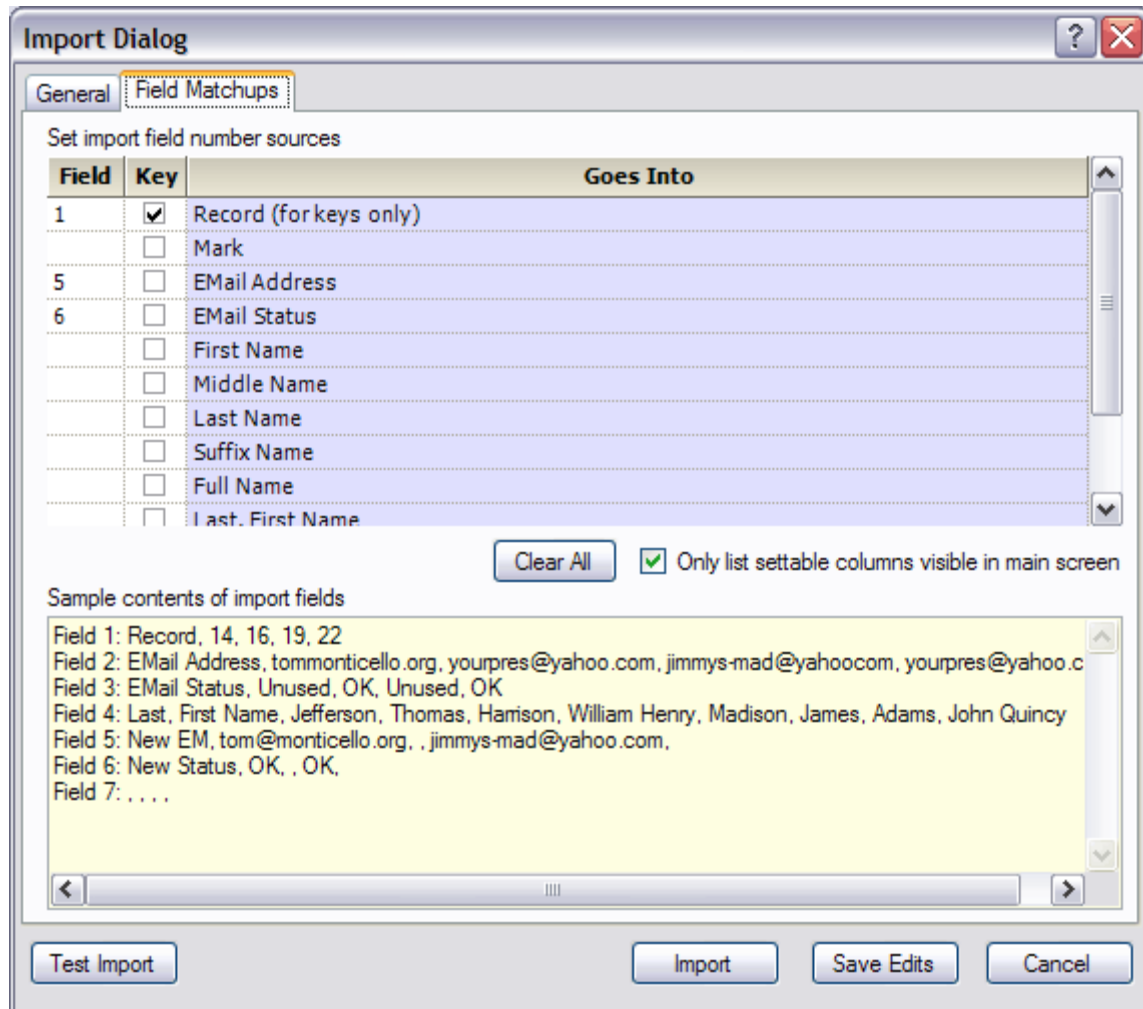 Import Dialog
General Field Matchups
Set import field number sources
Field Key Goes Into
1 Record (for keys only)
Mark
5 EMail Address
6 EMail Status
First Name
Middle Name
Last Name
Suffix Name
Full Name
Last, First Name
Clear All Only list settable columns visible in main screen
Sample contents of import fields
Field 1: Record, 14, 16, 19, 22
Field 2: EMail Address, tommonticello.org, yourpres@yahoo.com, jimmys-mad@yahoocom, yourpres@yahoo.c
Field 3: EMail Status, Unused, OK, Unused, OK
Field 4: Last, First Name, Jefferson, Thomas, Harrison, William Henry, Madison, James, Adams, John Quincy
Field 5: New EM, tom@monticello.org, , jimmys-mad@yahoo.com,
Field 6: New Status, OK, , OK,
Field 7: , , , ,
Test Import Import Save Edits Cancel